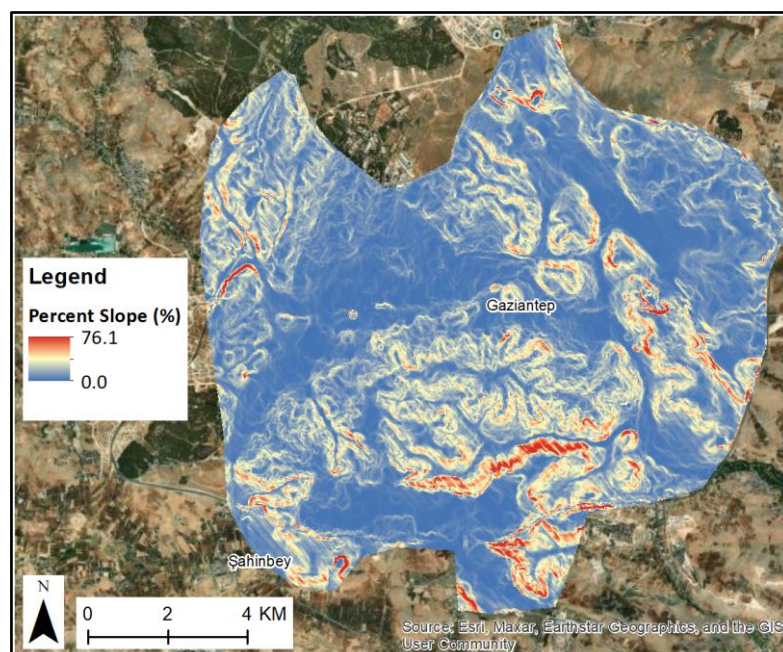 Gaziantep
Legend
Percent Slope (%)
76.1
0.0
Şahinbey
N
0 2 4 KM
Source: Esri, Maxar, Earthstar Geographics, and the GIS
User Community